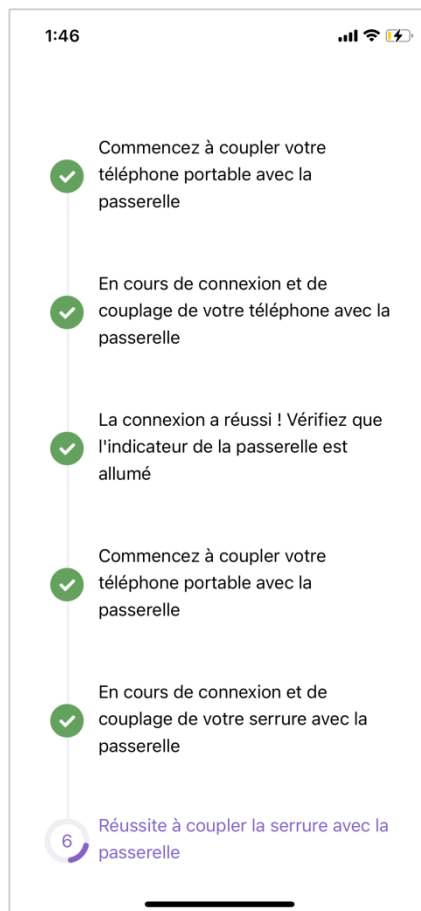 1:46
Commencez à coupler votre
téléphone portable avec la
passerelle
En cours de connexion et de
couplage de votre téléphone avec la
passerelle
La connexion a réussi ! Vérifiez que
l'indicateur de la passerelle est
allumé
Commencez à coupler votre
téléphone portable avec la
passerelle
En cours de connexion et de
couplage de votre serrure avec la
passerelle
6
Réussite à coupler la serrure avec la
passerelle